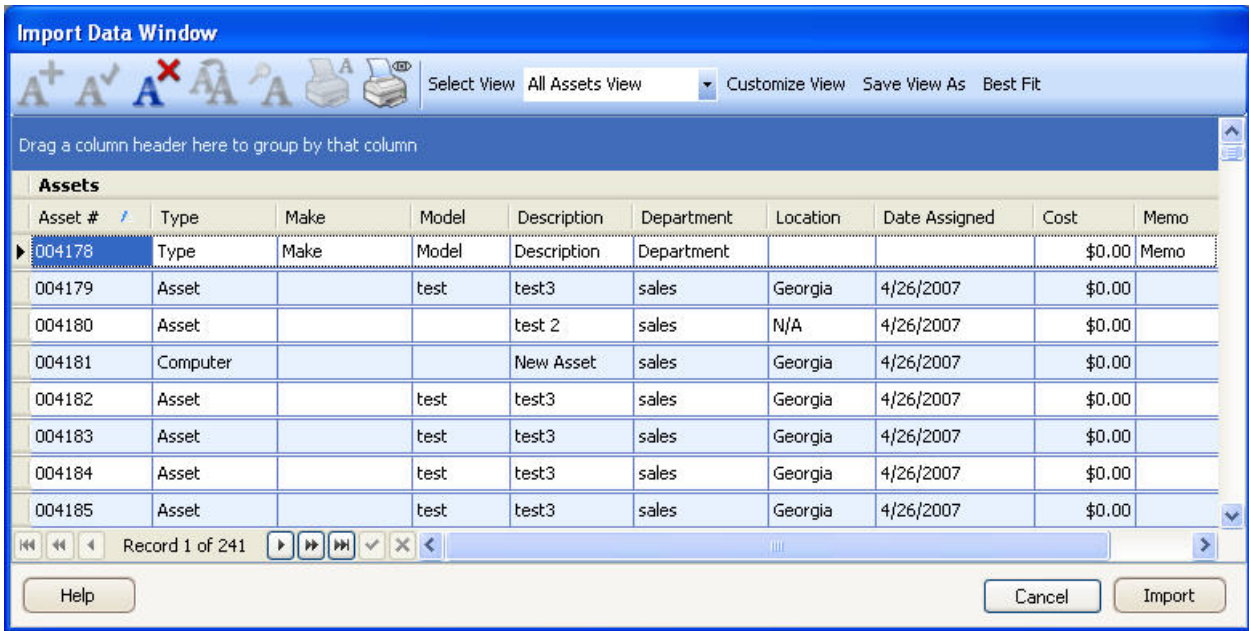 Import Data Window
Select View All Assets View Customize View Save View As Best Fit
Drag a column header here to group by that column
Assets
Asset # Type Make Model Description Department Location Date Assigned Cost Memo
004178 Type Make Model Description Department $0.00 Memo
004179 Asset test test3 sales Georgia 4/26/2007 $0.00
004180 Asset test 2 sales N/A 4/26/2007 $0.00
004181 Computer New Asset sales Georgia 4/26/2007 $0.00
004182 Asset test test3 sales Georgia 4/26/2007 $0.00
004183 Asset test test3 sales Georgia 4/26/2007 $0.00
004184 Asset test test3 sales Georgia 4/26/2007 $0.00
004185 Asset test test3 sales Georgia 4/26/2007 $0.00
Record 1 of 241
Help Cancel Import